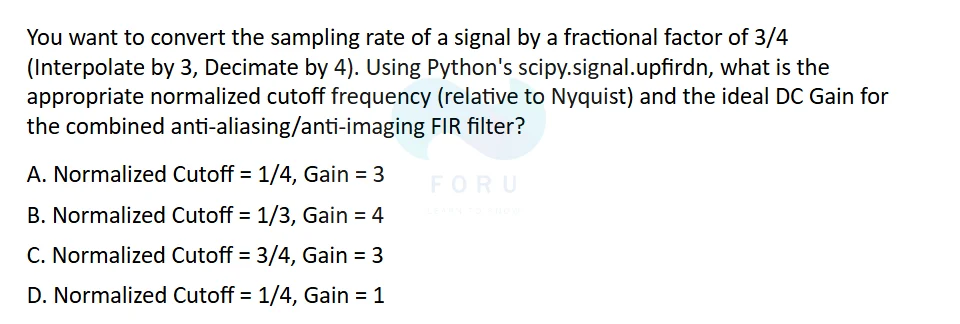 You want to convert the sampling rate of a signal by a fractional factor of 3/4
(Interpolate by 3, Decimate by 4). Using Python's scipy.signal.upfirdn, what is the
appropriate normalized cutoff frequency (relative to Nyquist) and the ideal DC Gain for
the combined anti-aliasing/anti-imaging FIR filter?
A. Normalized Cutoff = 1/4, Gain = 3
FORU
B. Normalized Cutoff = 1/3, Gain = 4
C. Normalized Cutoff = 3/4, Gain = 3
D. Normalized Cutoff = 1/4, Gain = 1